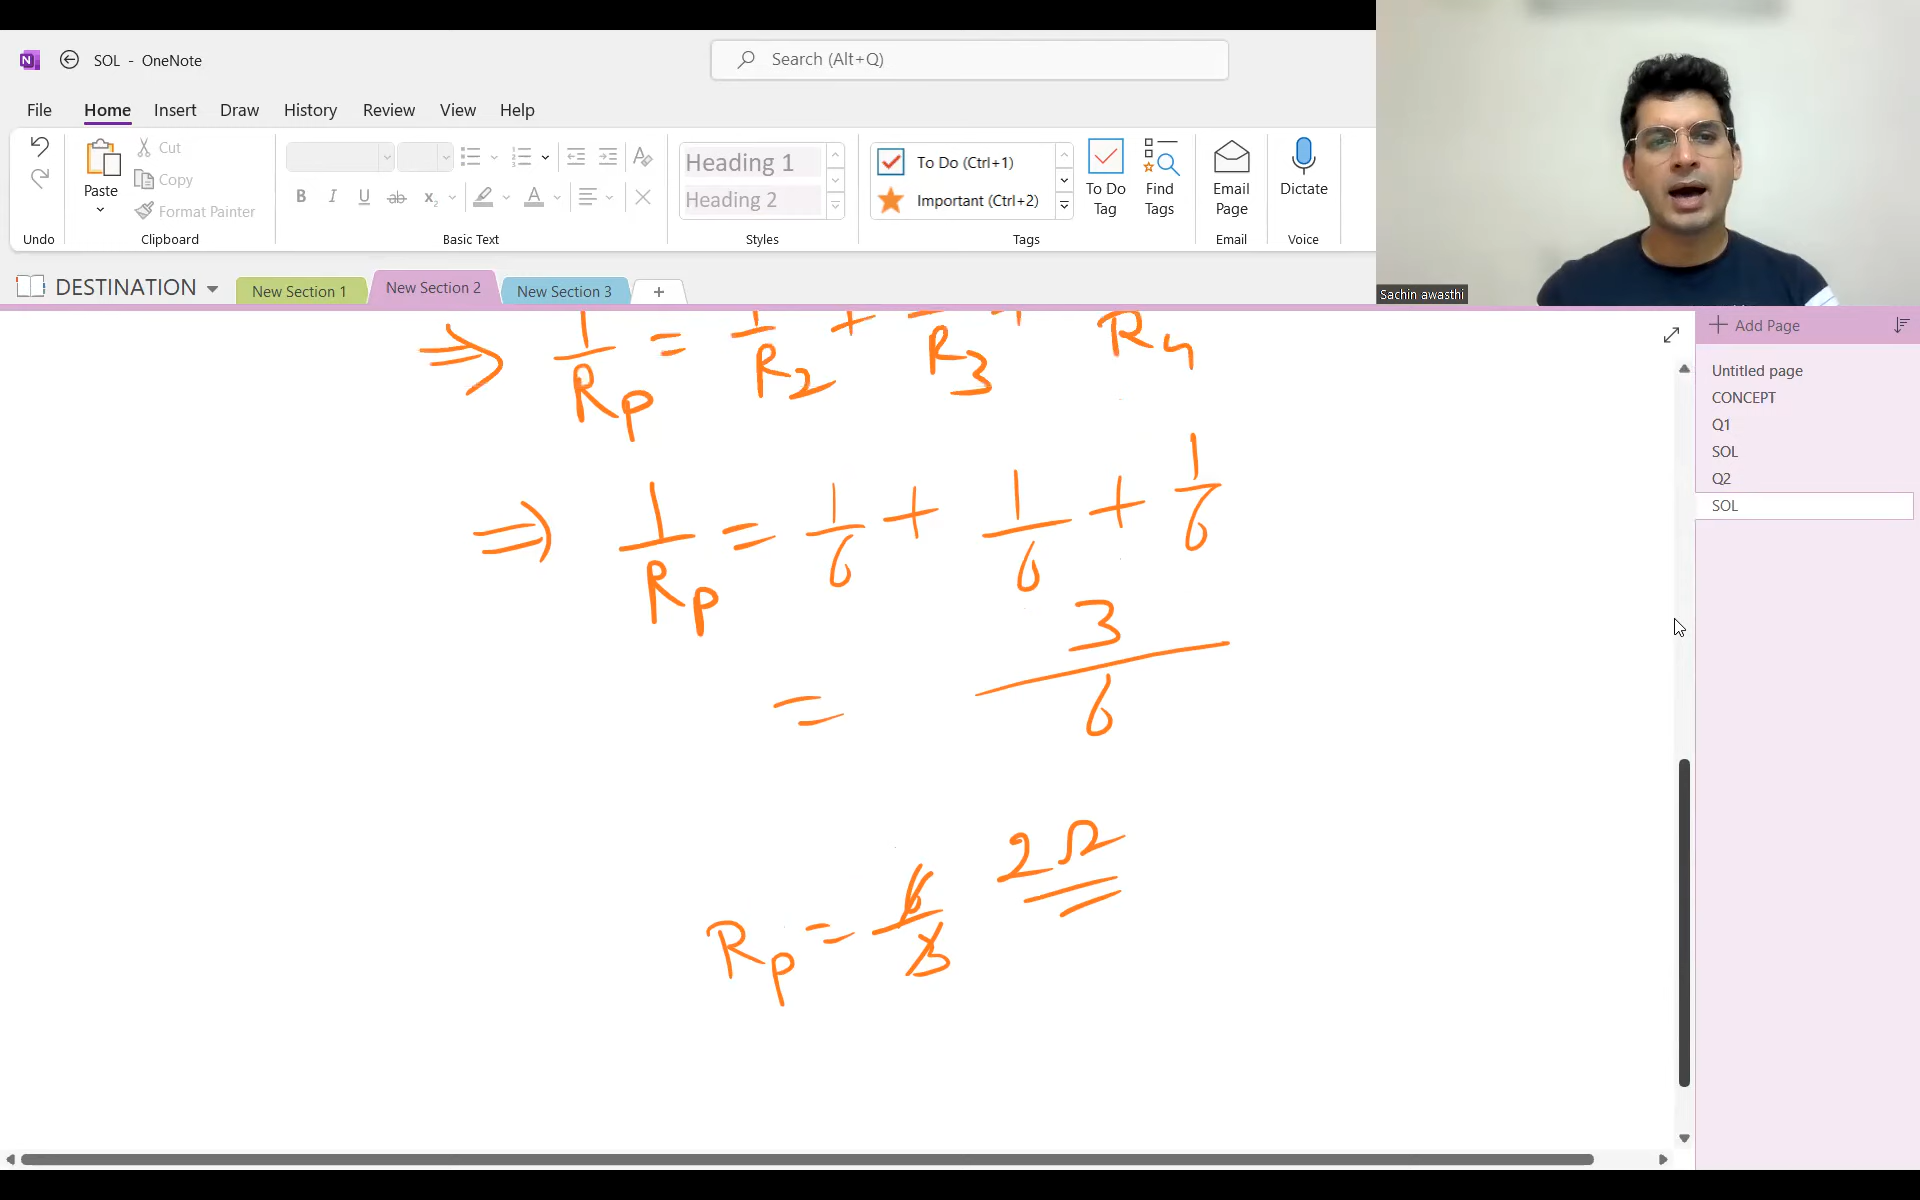 SOL - OneNote
Search (Alt+Q)
File Home Insert Draw History Review View Help
Undo
Paste
Cut
Copy
Format Painter
Clipboard
B I U ab x₂ A
Basic Text
Heading 1
Heading 2
Styles
To Do (Ctrl+1)
Important (Ctrl+2)
To Do Tag
Find Tags
Tags
Email Page
Email
Dictate
Voice
Sachin awasthi
DESTINATION
New Section 1 New Section 2 New Section 3 +
Add Page
Untitled page
CONCEPT
Q1
SOL
Q2
SOL
⇒ 1/Rp = 1/R2 + 1/R3 + 1/R4
⇒ 1/Rp = 1/6 + 1/6 + 1/6
= 3/6
Rp = 6/3 2Ω